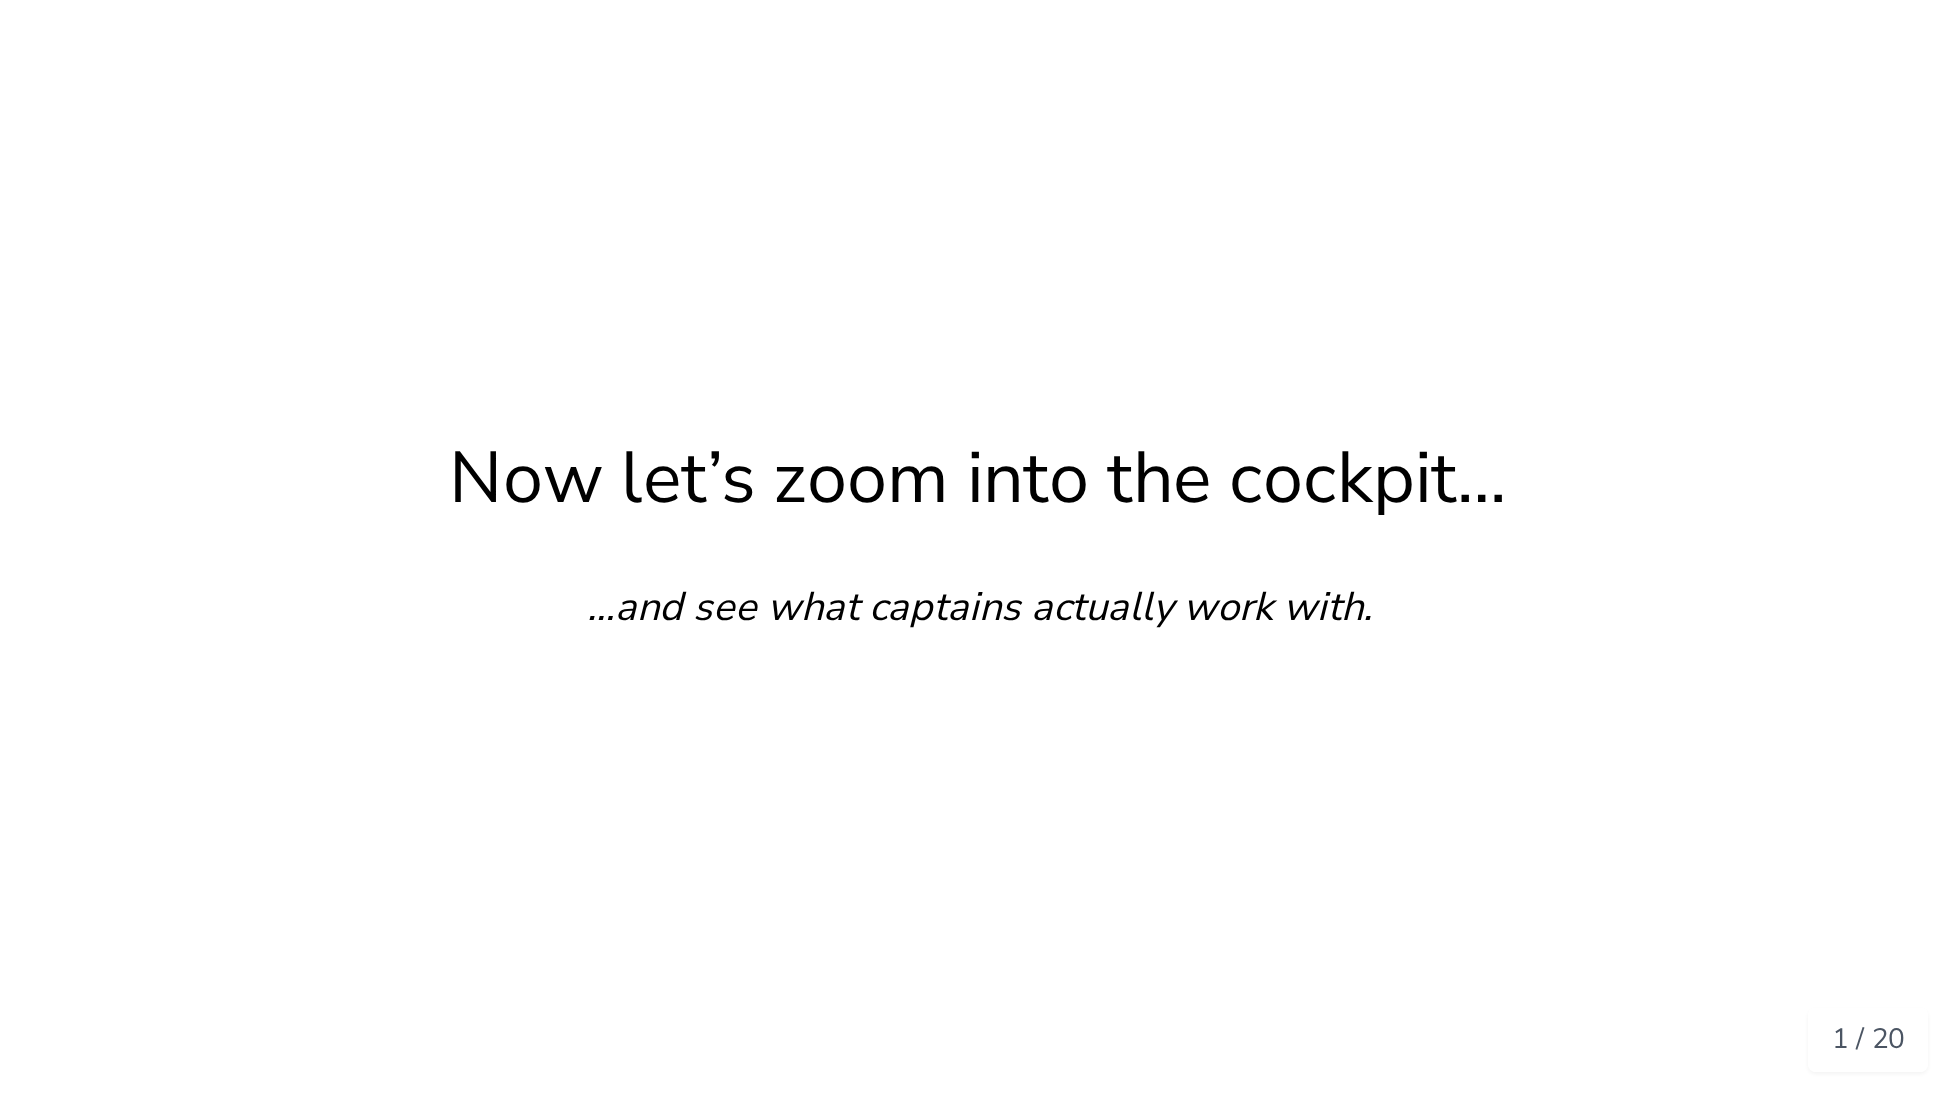 Now let’s zoom into the cockpit…
…and see what captains actually work with.
1 / 20